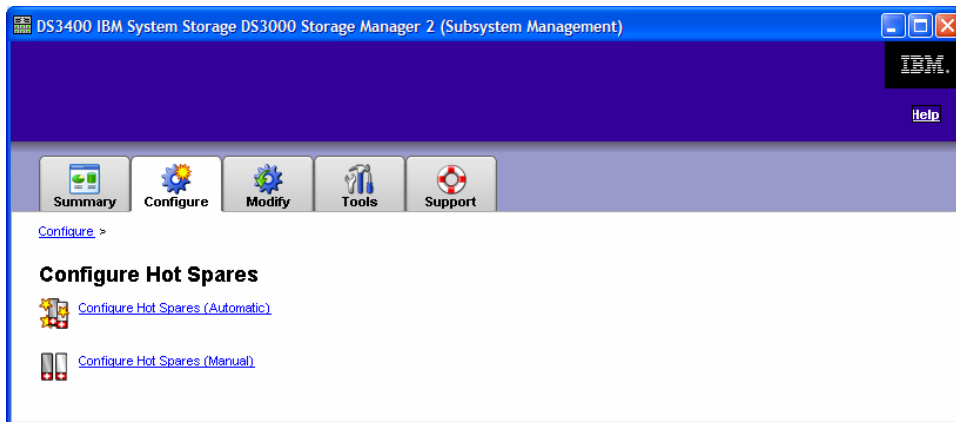 DS3400 IBM System Storage DS3000 Storage Manager 2 (Subsystem Management)
IBM.
Help
Summary
Configure
Modify
Tools
Support
Configure >
Configure Hot Spares
Configure Hot Spares (Automatic)
Configure Hot Spares (Manual)